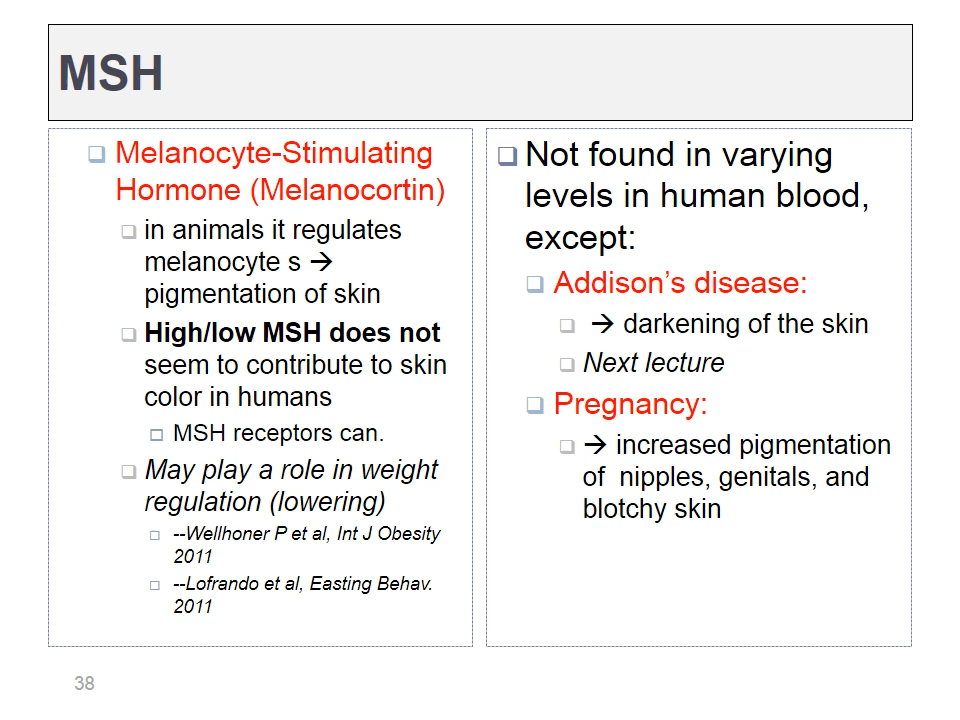 MSH
Melanocyte-Stimulating
Hormone (Melanocortin)
in animals it regulates
melanocyte s →
pigmentation of skin
High/low MSH does not
seem to contribute to skin
color in humans
MSH receptors can.
May play a role in weight
regulation (lowering)
--Wellhoner P et al, Int J Obesity
2011
--Lofrando et al, Easting Behav.
2011
Not found in varying
levels in human blood,
except:
Addison’s disease:
→ darkening of the skin
Next lecture
Pregnancy:
→ increased pigmentation
of nipples, genitals, and
blotchy skin
38